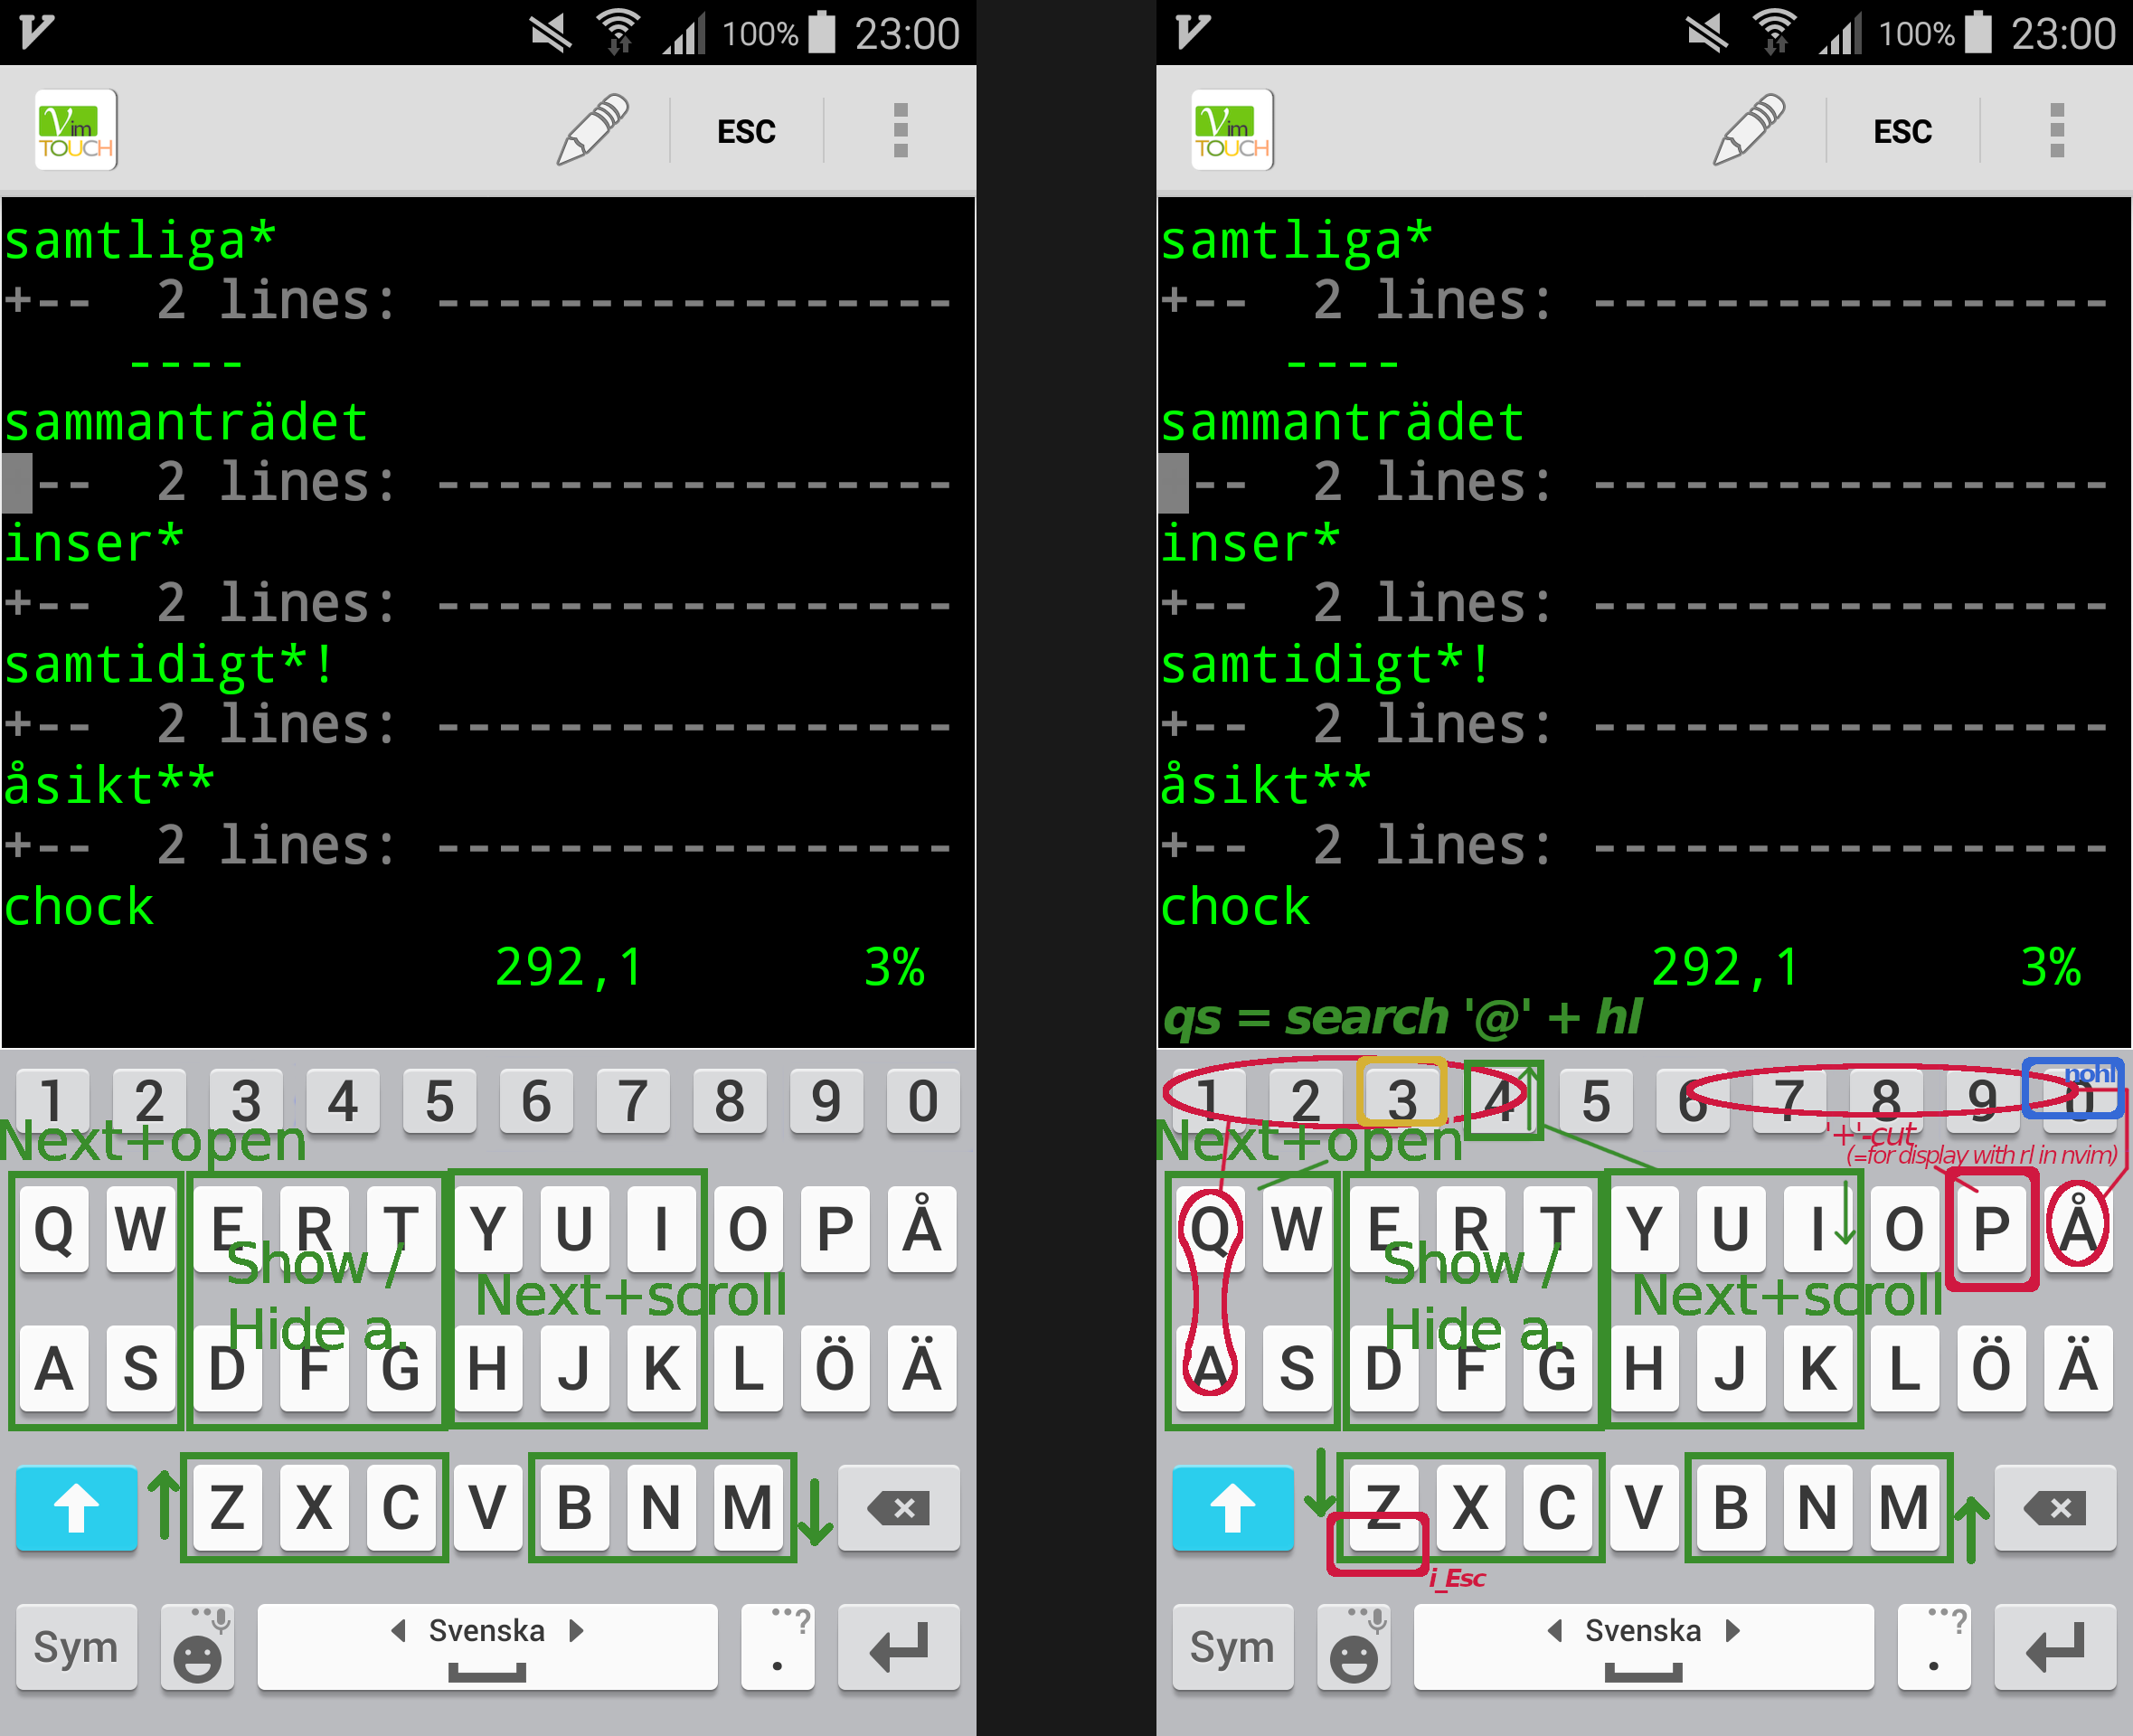 100% 23:00
Vim
TOUCH
ESC
samtliga*
+-- 2 lines: -----------------
----
sammanträdet
-- 2 lines: -----------------
inser*
+-- 2 lines: -----------------
samtidigt*!
+-- 2 lines: -----------------
åsikt**
+-- 2 lines: -----------------
chock
292,1 3%
1 2 3 4 5 6 7 8 9 0
Next+open
Q W E R T Y U I O P Å
Show /
Next+scroll
Hide a.
A S D F G H J K L Ö Ä
Z X C V B N M
Sym Svenska ? .
100% 23:00
Vim
TOUCH
ESC
samtliga*
+-- 2 lines: -----------------
----
sammanträdet
-- 2 lines: -----------------
inser*
+-- 2 lines: -----------------
samtidigt*!
+-- 2 lines: -----------------
åsikt**
+-- 2 lines: -----------------
chock
292,1 3%
qs = search '@' + hl
nohl
1 2 3 4 5 6 7 8 9 0
Next+open
'+'-cut
(=for display with rl in nvim)
Q W E R T Y U I O P Å
Show /
Next+scroll
Hide a.
A S D F G H J K L Ö Ä
Z X C V B N M
i_Esc
Sym Svenska ? .